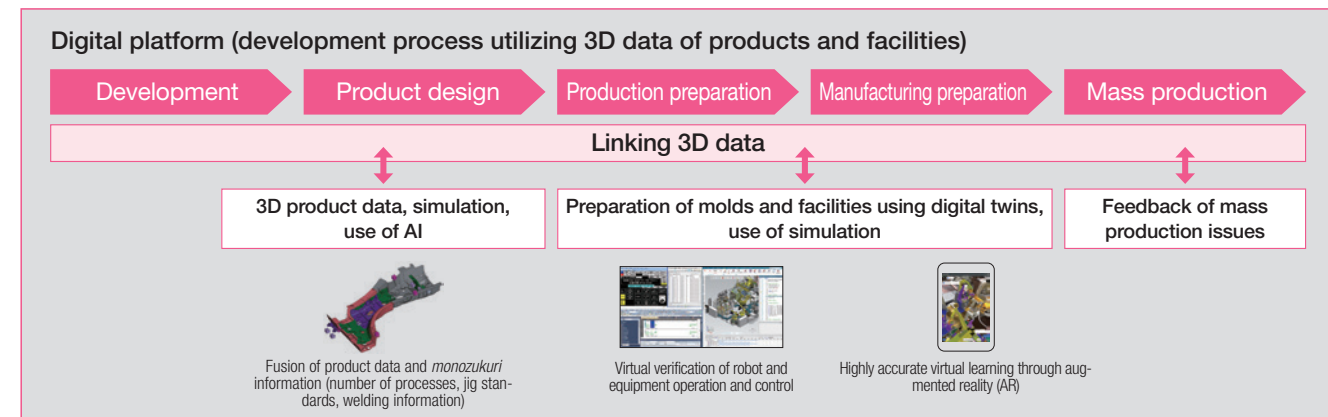 Digital platform (development process utilizing 3D data of products and facilities)
Development
Product design
Production preparation
Manufacturing preparation
Mass production
Linking 3D data
3D product data, simulation,
use of AI
Preparation of molds and facilities using digital twins,
use of simulation
Feedback of mass
production issues
Fusion of product data and monozukuri
information (number of processes, jig stan-
dards, welding information)
Virtual verification of robot and
equipment operation and control
Highly accurate virtual learning through aug-
mented reality (AR)